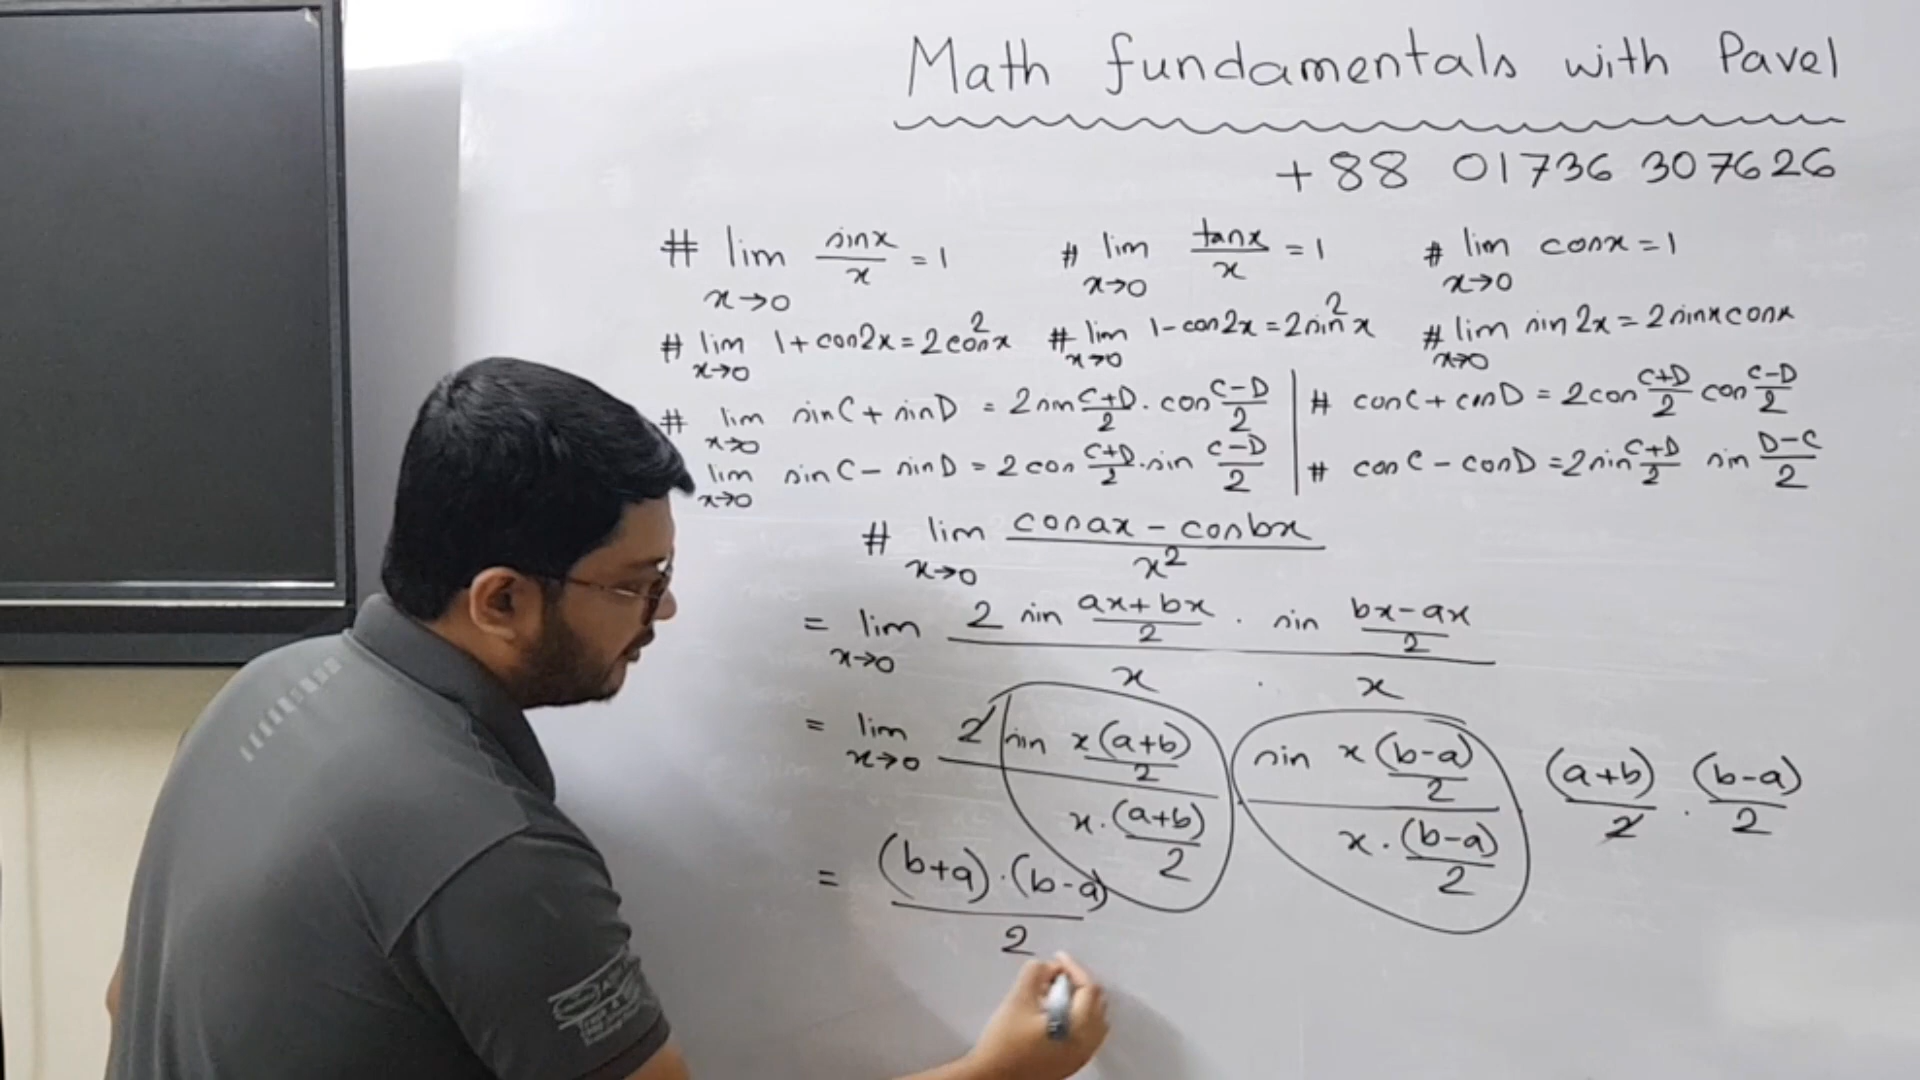 Math fundamentals with Pavel
+88 01736 307626
# lim x→0 sinx/x = 1   # lim x→0 tanx/x = 1   # lim x→0 cosx = 1
# lim x→0 1+cos2x = 2cos²x   # lim x→0 1-cos2x = 2sin²x   # lim x→0 sin2x = 2sinxcosx
# lim x→0 sinC + sinD = 2sin C+D/2 . cos C-D/2 | # cosC + cosD = 2cos C+D/2 cos C-D/2
lim x→0 sinC - sinD = 2cos C+D/2 . sin C-D/2 | # cosC - cosD = 2sin C+D/2 sin D-C/2
# lim x→0 cosax - cosbx / x²
= lim x→0 2 sin ax+bx/2 . sin bx-ax/2 / x . x
= lim x→0 2 sin x(a+b)/2 / x.(a+b)/2 . sin x(b-a)/2 / x.(b-a)/2 . (a+b)/2 . (b-a)/2
= (b+a).(b-a) / 2